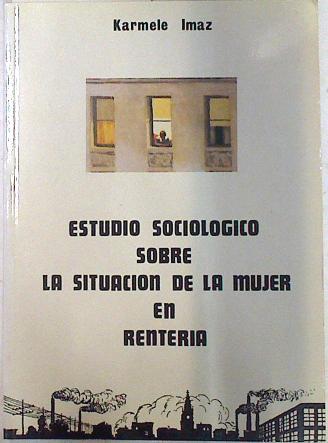 Karmele Imaz
ESTUDIO SOCIOLOGICO
SOBRE
LA SITUACION DE LA MUJER
EN
RENTERIA